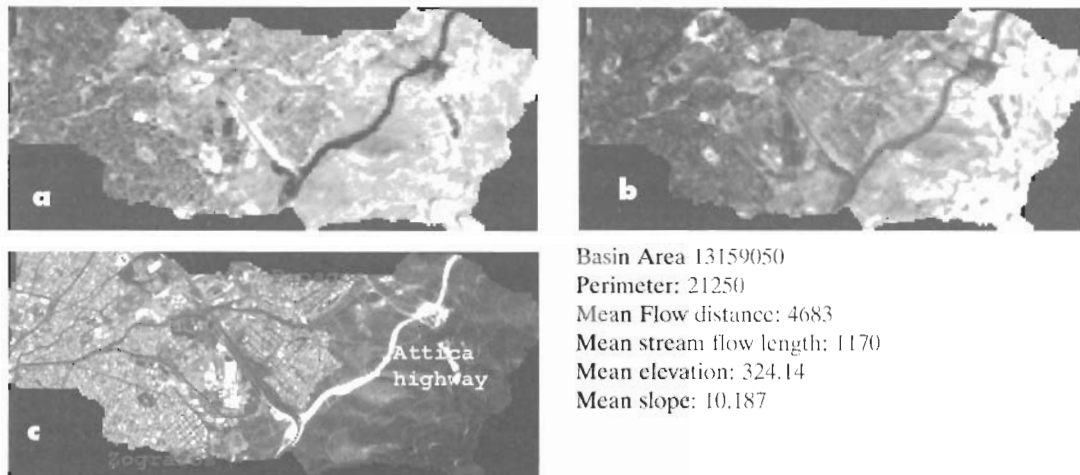 a
b
Basin Area 13159050
Perimeter: 21250
Mean Flow distance: 4683
Mean stream flow length: 1170
Mean elevation: 324.14
Mean slope: 10.187
Attica
highway
c